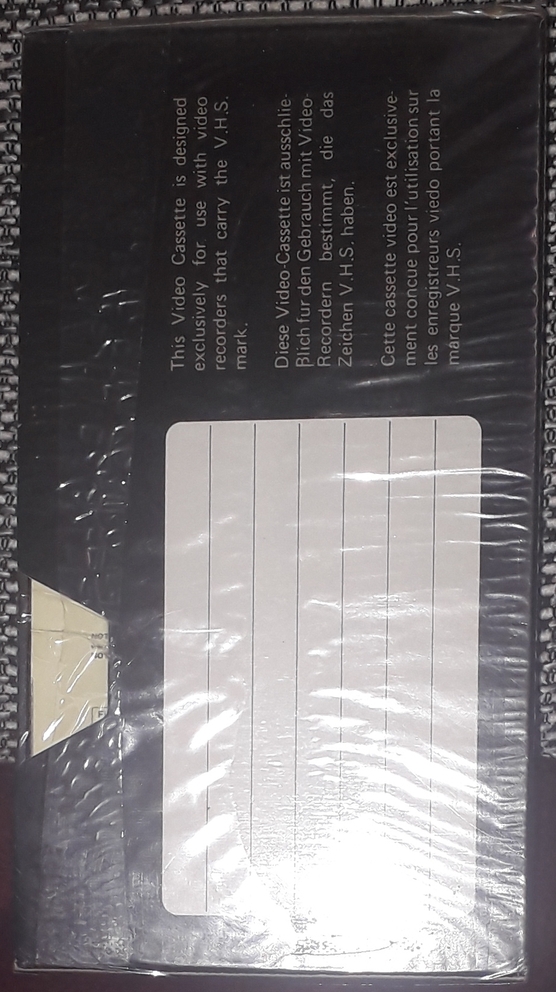 This Video Cassette is designed
exclusively for use with video
recorders that carry the V.H.S.
mark.
Diese Video-Cassette ist ausschlie-
βlich fur den Gebrauch mit Video-
Recordern bestimmt, die das
Zeichen V.H.S. haben.
Cette cassette video est exclusive-
ment concue pour l'utilisation sur
les enregistreurs viedo portant la
marque V.H.S.